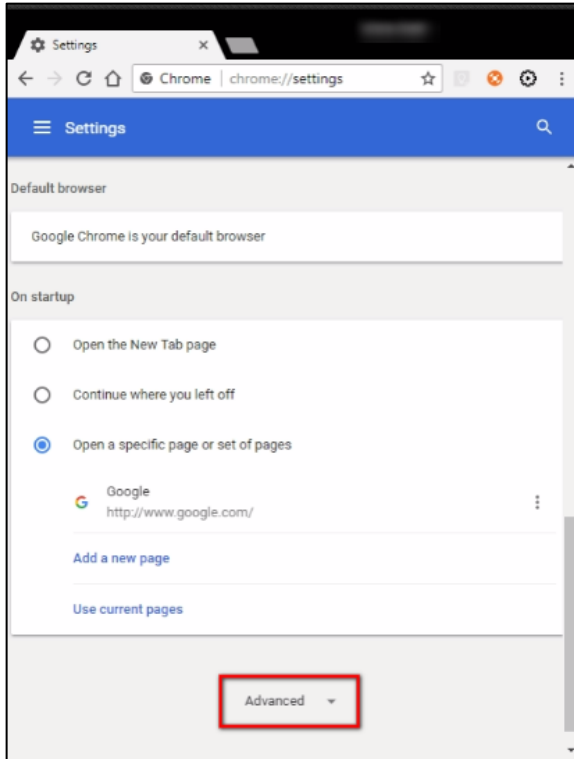 Settings
Chrome | chrome://settings
Settings
Default browser
Google Chrome is your default browser
On startup
Open the New Tab page
Continue where you left off
Open a specific page or set of pages
Google
http://www.google.com/
Add a new page
Use current pages
Advanced